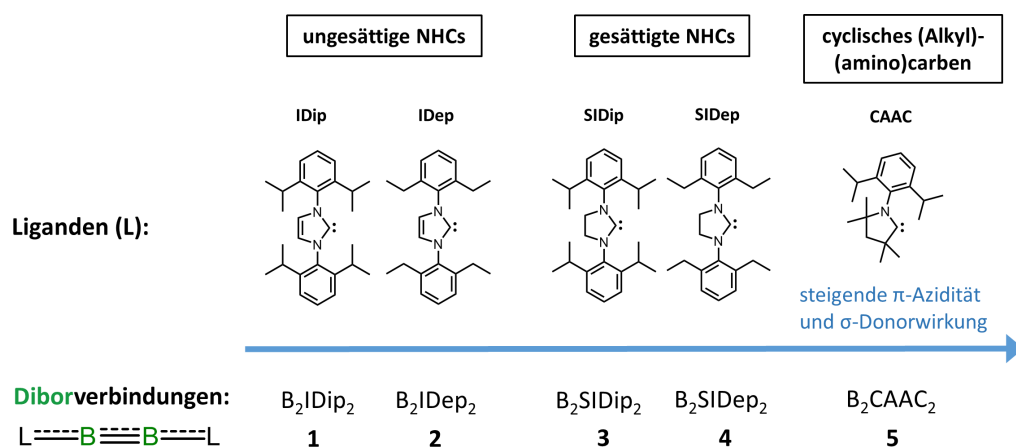 ungesättige NHCs
gesättigte NHCs
cyclisches (Alkyl)-
(amino)carben
IDip
IDep
SIDip
SIDep
CAAC
Liganden (L):
N
N
N
N
N
N
N
N
N
steigende π-Azidität
und σ-Donorwirkung
Diborverbindungen:
B₂IDip₂
B₂IDep₂
B₂SIDip₂
B₂SIDep₂
B₂CAAC₂
L B B L
1
2
3
4
5